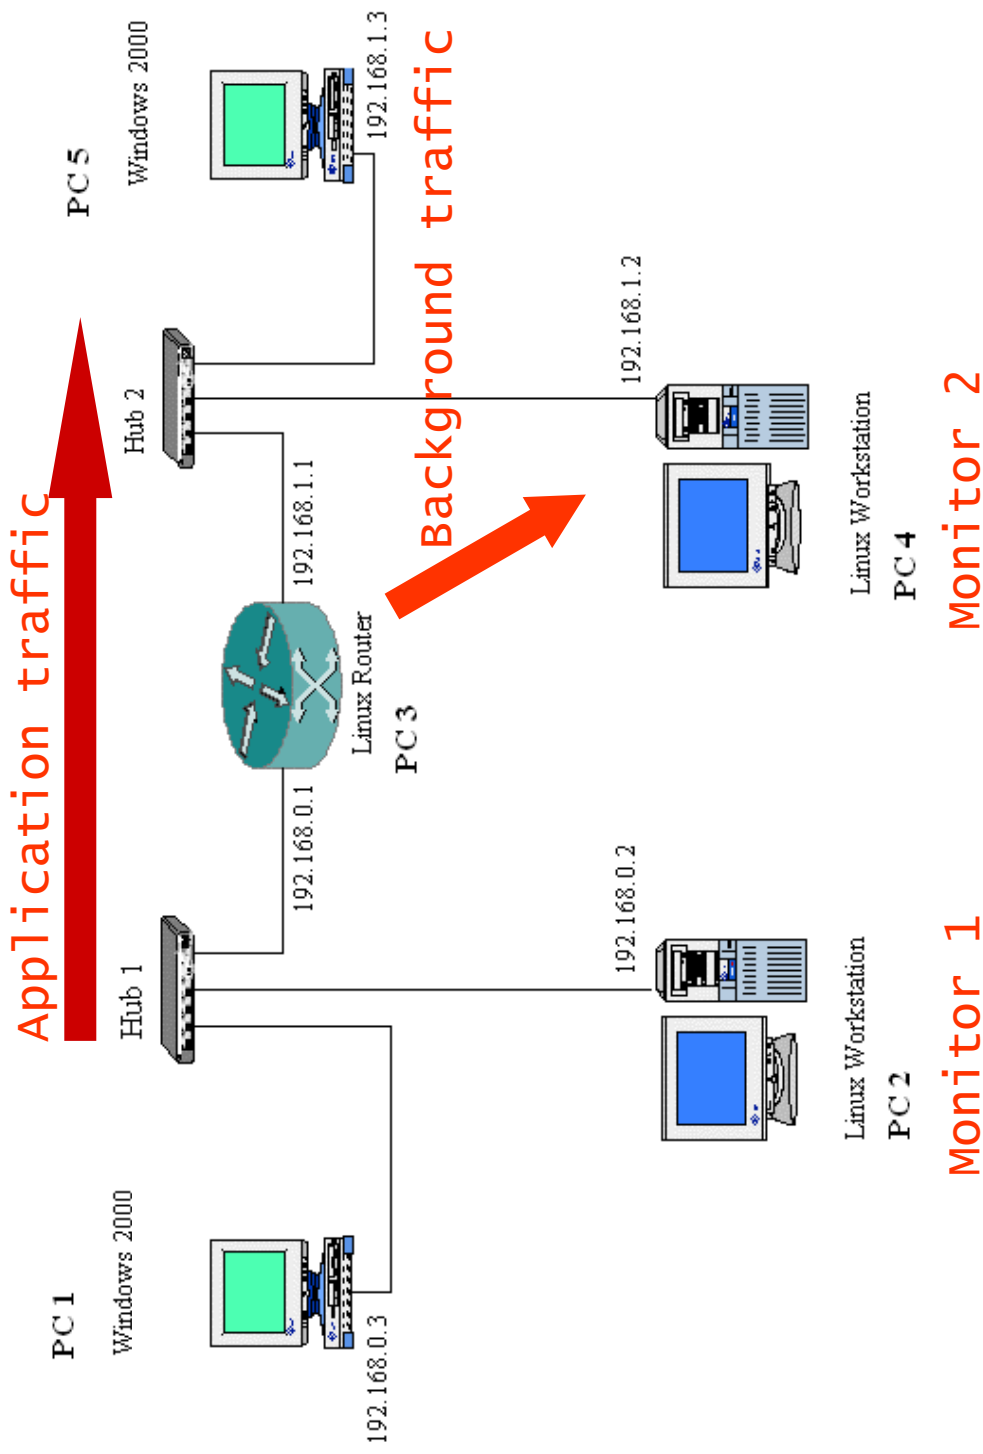 Application traffic
PC 1
Windows 2000
192.168.0.3
Hub 1
192.168.0.1
Linux Router
PC 3
192.168.1.1
Hub 2
PC 5
Windows 2000
192.168.1.3
Background traffic
192.168.0.2
Linux Workstation
PC 2
Monitor 1
192.168.1.2
Linux Workstation
PC 4
Monitor 2